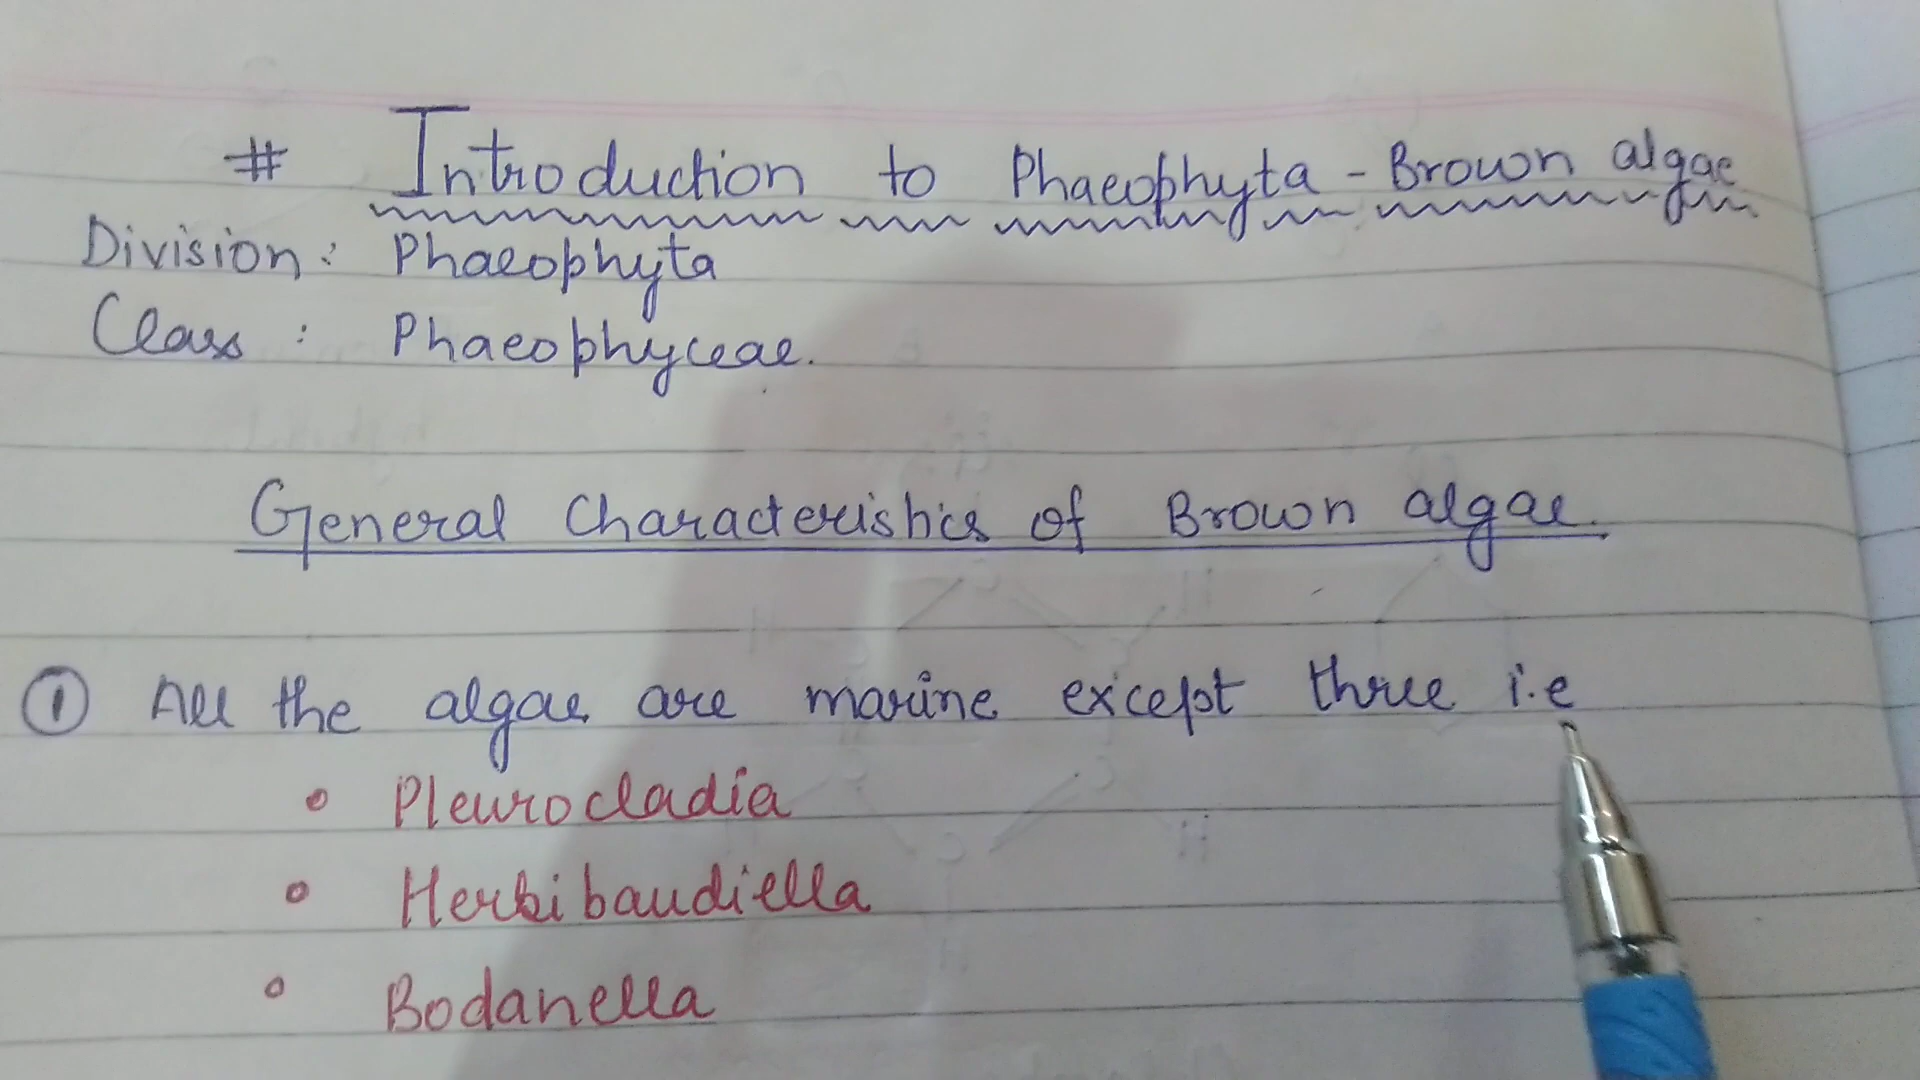 # Introduction to Phaeophyta - Brown algae
Division : Phaeophyta
Class : Phaeophyceae.
General Characteristics of Brown algae.
① All the algae are marine except three i.e
• Pleurocladia
• Heribaudiella
• Bodanella